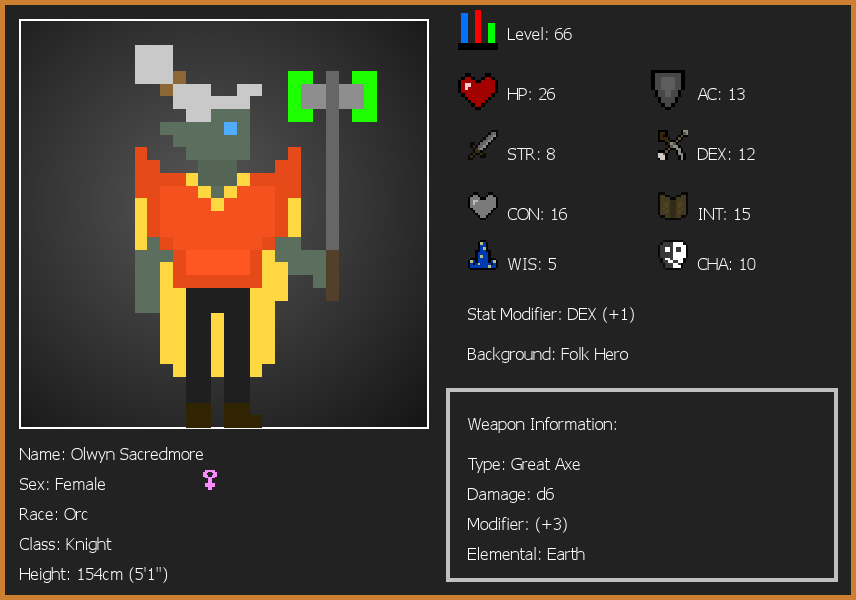 Level: 66
HP: 26
AC: 13
STR: 8
DEX: 12
CON: 16
INT: 15
WIS: 5
CHA: 10
Stat Modifier: DEX (+1)
Background: Folk Hero
Weapon Information:
Type: Great Axe
Damage: d6
Modifier: (+3)
Elemental: Earth
Name: Olwyn Sacredmore
Sex: Female
Race: Orc
Class: Knight
Height: 154cm (5'1")